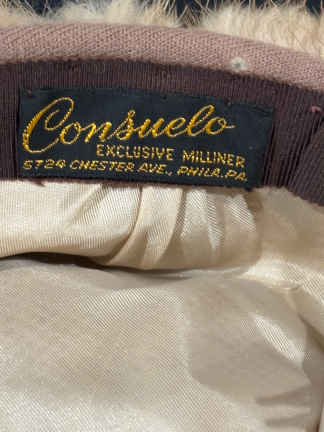 Consuelo
EXCLUSIVE MILLINER
5724 CHESTER AVE., PHILA. PA.